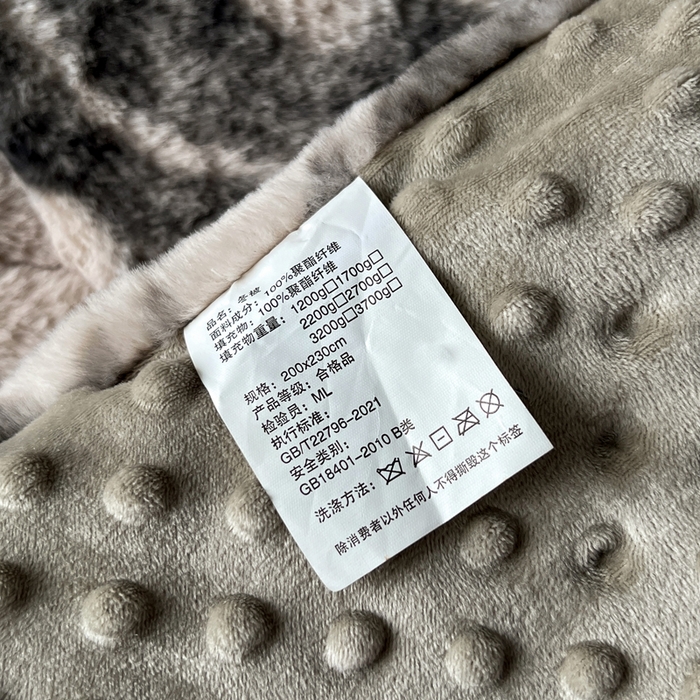 品名：冬被
面料成分：100%聚酯纤维
填充物：100%聚酯纤维
填充物重量：1200g□1700g□
2200g□2700g□
3200g□3700g□
规格：200x230cm
产品等级：合格品
检验员：ML
执行标准：
GB/T22796-2021
安全类别：
GB18401-2010 B类
洗涤方法：
除消费者以外任何人不得撕毁这个标签